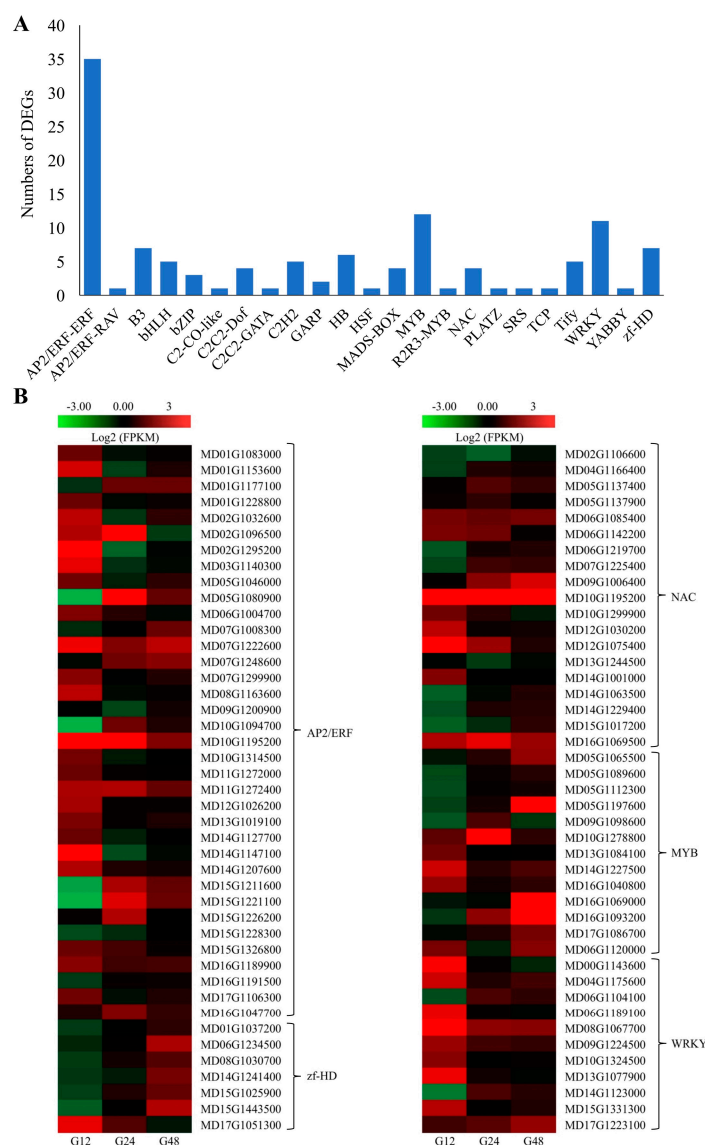 A
Numbers of DEGs
40
35
30
25
20
15
10
5
0
AP2/ERF-ERF
AP2/ERF-RAV
B3
bHLH
bZIP
C2-CO-like
C2C2-Dof
C2C2-GATA
C2H2
GARP
HB
HSF
MADS-BOX
MYB
R2R3-MYB
NAC
PLATZ
SRS
TCP
Tify
WRKY
YABBY
zf-HD
B
-3.00 0.00 3
Log2 (FPKM)
MD01G1083000
MD01G1153600
MD01G1177100
MD01G1228800
MD02G1032600
MD02G1096500
MD02G1295200
MD03G1140300
MD05G1046000
MD05G1080900
MD06G1004700
MD07G1008300
MD07G1222600
MD07G1248600
MD07G1299900
MD08G1163600
MD09G1200900
MD10G1094700
MD10G1195200
MD10G1314500
MD11G1272000
MD11G1272400
MD12G1026200
MD13G1019100
MD14G1127700
MD14G1147100
MD14G1207600
MD15G1211600
MD15G1221100
MD15G1226200
MD15G1228300
MD15G1326800
MD16G1189900
MD16G1191500
MD17G1106300
MD16G1047700
AP2/ERF
MD01G1037200
MD06G1234500
MD08G1030700
MD14G1241400
MD15G1025900
MD15G1443500
MD17G1051300
zf-HD
G12 G24 G48
-3.00 0.00 3
Log2 (FPKM)
MD02G1106600
MD04G1166400
MD05G1137400
MD05G1137900
MD06G1085400
MD06G1142200
MD06G1219700
MD07G1225400
MD09G1006400
MD10G1195200
MD10G1299900
MD12G1030200
MD12G1075400
MD13G1244500
MD14G1001000
MD14G1063500
MD14G1229400
MD15G1017200
MD16G1069500
NAC
MD05G1065500
MD05G1089600
MD05G1112300
MD05G1197600
MD09G1098600
MD10G1278800
MD13G1084100
MD14G1227500
MD16G1040800
MD16G1069000
MD16G1093200
MD17G1086700
MD06G1120000
MYB
MD00G1143600
MD04G1175600
MD06G1104100
MD06G1189100
MD08G1067700
MD09G1224500
MD10G1324500
MD13G1077900
MD14G1123000
MD15G1331300
MD17G1223100
WRKY
G12 G24 G48